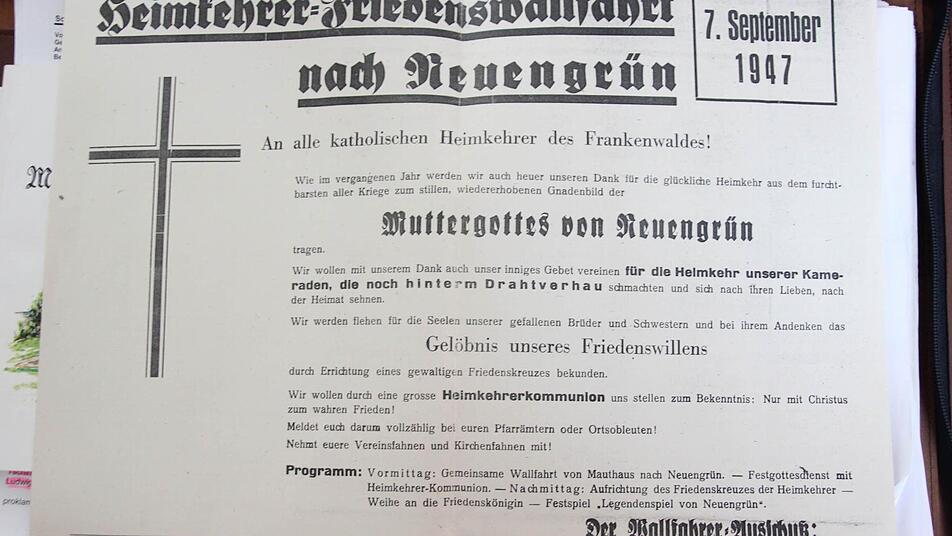 Heimkehrer-Friedenswallfahrt
nach Neuengrün
7. September
1947
An alle katholischen Heimkehrer des Frankenwaldes!
Wie im vergangenen Jahr werden wir auch heuer unseren Dank für die glückliche Heimkehr aus dem furcht-
barsten aller Kriege zum stillen, wiedererhobenen Gnadenbild der
Muttergottes von Neuengrün
tragen.
Wir wollen mit unserem Dank auch unser inniges Gebet vereinen für die Heimkehr unserer Kame-
raden, die noch hinterm Drahtverhau schmachten und sich nach ihren Lieben, nach
der Heimat sehnen.
Wir werden flehen für die Seelen unserer gefallenen Brüder und Schwestern und bei ihrem Andenken das
Gelöbnis unseres Friedenswillens
durch Errichtung eines gewaltigen Friedenskreuzes bekunden.
Wir wollen durch eine grosse Heimkehrerkommunion uns stellen zum Bekenntnis: Nur mit Christus
zum wahren Frieden!
Meldet euch darum vollzählig bei euren Pfarrämtern oder Ortsobleuten!
Nehmt euere Vereinsfahnen und Kirchenfahnen mit!
Programm: Vormittag: Gemeinsame Wallfahrt von Mauthaus nach Neuengrün. — Festgottesdienst mit
Heimkehrer-Kommunion. — Nachmittag: Aufrichtung des Friedenskreuzes der Heimkehrer —
Weihe an die Friedenskönigin — Festspiel „Legendenspiel von Neuengrün".
Der Wallfahrer-Ausschuß:
M
Ludwig
proklan